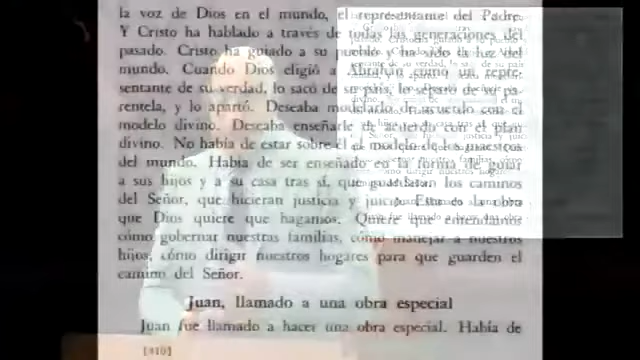 la voz de Dios en el mundo, el representante del Padre.
Y Cristo ha hablado a través de todas las generaciones del
pasado. Cristo ha guiado a su pueblo y ha sido la luz del
mundo. Cuando Dios eligió a Abrahán como un repre-
sentante de su verdad, lo sacó de su país, lo separó de su pa-
rentela, y lo apartó. Deseaba modelarlo de acuerdo con el
modelo divino. Deseaba enseñarle de acuerdo con el plan
divino. No había de estar sobre él el modelo de los maestros
del mundo. Había de ser enseñado en la forma de guiar
a sus hijos y a su casa tras sí, que guardasen los caminos
del Señor, que hicieran justicia y juicio. Esta es la obra
que Dios quiere que hagamos. Quiere que entendamos
cómo gobernar nuestras familias, cómo manejar a nuestros
hijos, cómo dirigir nuestros hogares para que guarden el
camino del Señor.
Juan, llamado a una obra especial
Juan fue llamado a hacer una obra especial. Había de
[410]